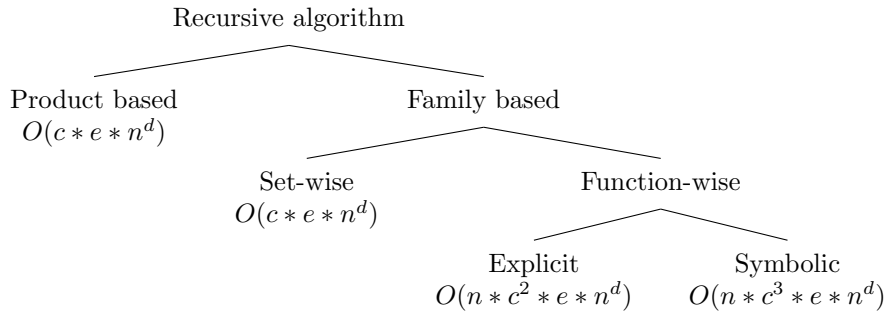 Recursive algorithm
Product based
O(c * e * n^d)
Family based
Set-wise
O(c * e * n^d)
Function-wise
Explicit
O(n * c^2 * e * n^d)
Symbolic
O(n * c^3 * e * n^d)